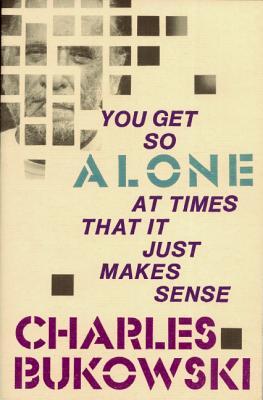 YOU GET
SO
ALONE
AT TIMES
THAT IT
JUST
MAKES
SENSE
CHARLES
BUKOWSKI